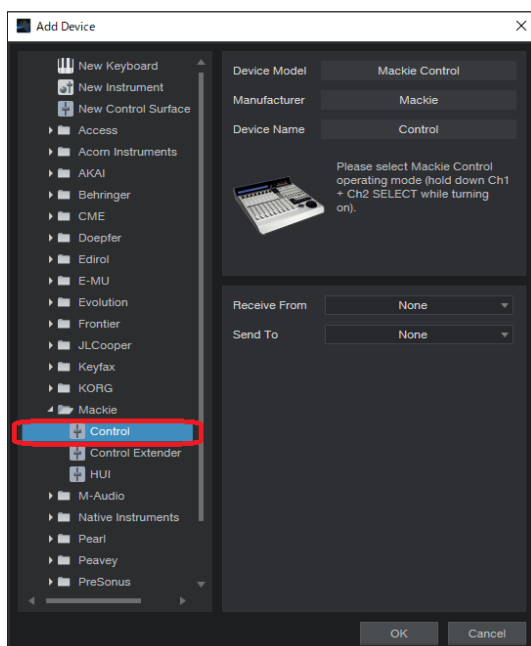 Add Device
New Keyboard
New Instrument
New Control Surface
Access
Acorn Instruments
AKAI
Behringer
CME
Doepfer
Edirol
E-MU
Evolution
Frontier
JLCooper
Keyfax
KORG
Mackie
Control
Control Extender
HUI
M-Audio
Native Instruments
Pearl
Peavey
PreSonus
Device Model Mackie Control
Manufacturer Mackie
Device Name Control
Please select Mackie Control
operating mode (hold down Ch1
+ Ch2 SELECT while turning
on).
Receive From None
Send To None
OK Cancel